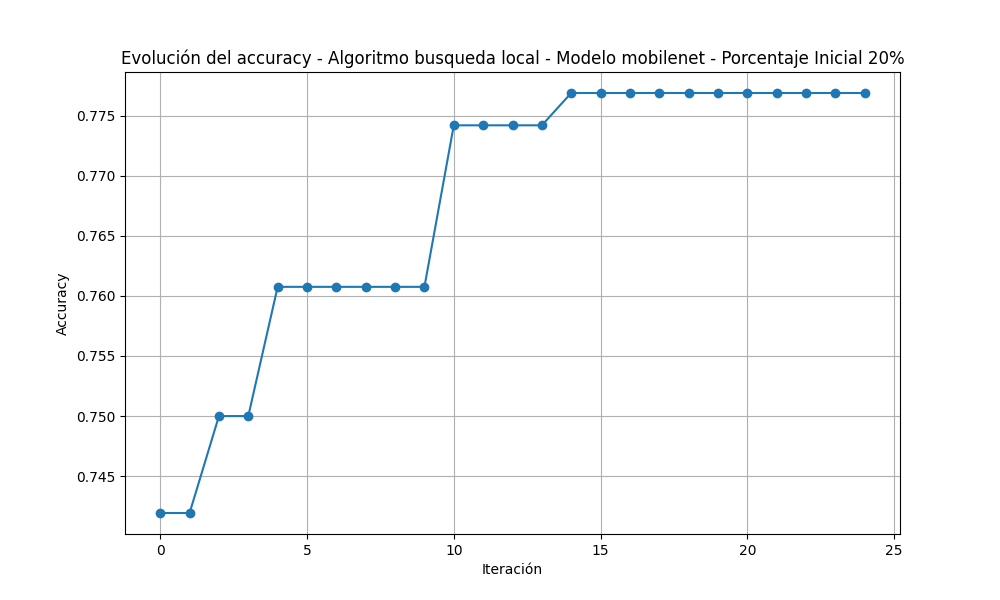 Evolución del accuracy - Algoritmo busqueda local - Modelo mobilenet - Porcentaje Inicial 20%
0.775
0.770
0.765
0.760
0.755
0.750
0.745
Accuracy
0 5 10 15 20 25
Iteración